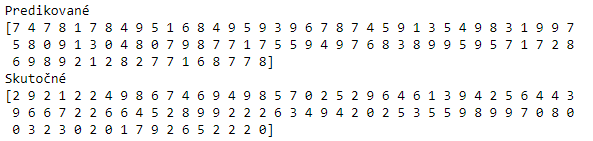 Predikované
[7 4 7 8 1 7 8 4 9 5 1 6 8 4 9 5 9 3 9 6 7 8 7 4 5 9 1 3 5 4 9 8 3 1 9 9 7
5 8 0 9 1 3 0 4 8 0 7 9 8 7 7 1 7 5 5 9 4 9 7 6 8 3 8 9 9 5 9 5 7 1 7 2 8
6 9 8 9 2 1 2 8 2 7 7 1 6 8 7 7 8]
Skutočné
[2 9 2 1 2 2 4 9 8 6 7 4 6 9 4 9 8 5 7 0 2 5 2 9 6 4 6 1 3 9 4 2 5 6 4 4 3
9 6 6 7 2 2 6 6 4 5 2 8 9 9 2 2 2 6 3 4 9 4 2 0 2 5 3 5 5 9 8 9 9 7 0 8 0
0 3 2 3 0 2 0 1 7 9 2 6 5 2 2 2 0]